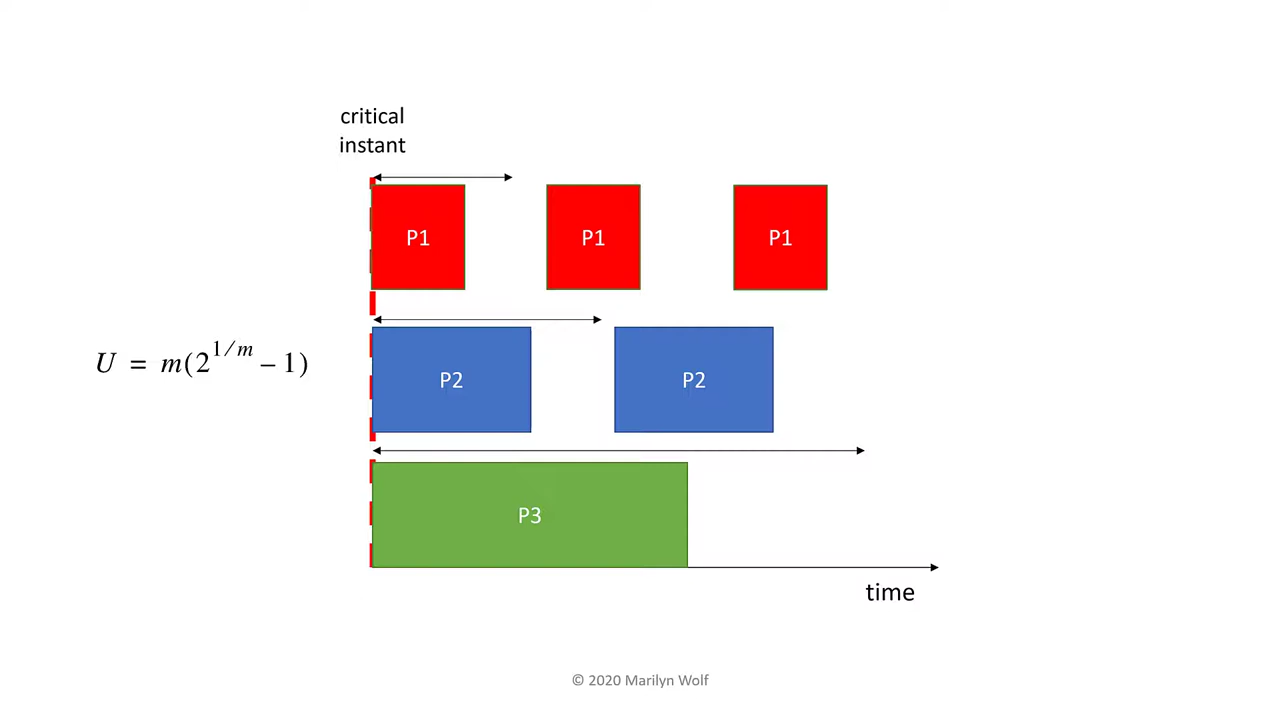 critical
instant
P1 P1 P1
U = m(2^{1/m} – 1)
P2 P2
P3
time
© 2020 Marilyn Wolf